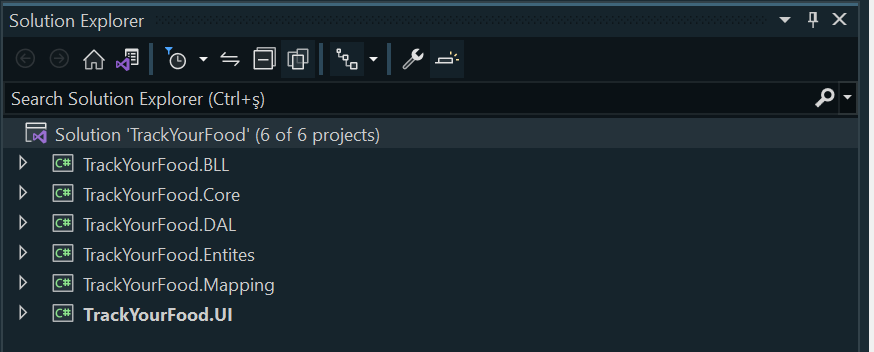 Solution Explorer
Search Solution Explorer (Ctrl+ş)
Solution 'TrackYourFood' (6 of 6 projects)
C# TrackYourFood.BLL
C# TrackYourFood.Core
C# TrackYourFood.DAL
C# TrackYourFood.Entites
C# TrackYourFood.Mapping
C# TrackYourFood.UI